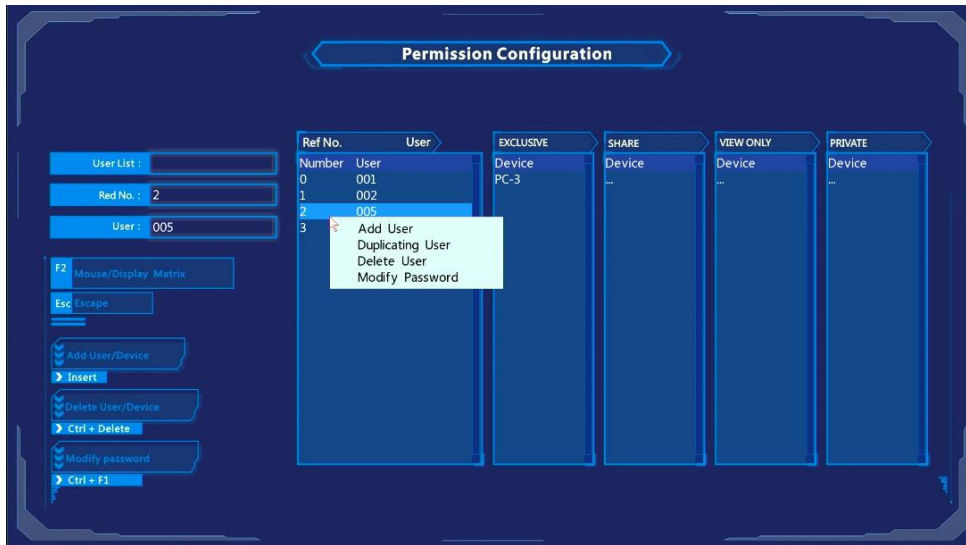 Permission Configuration
User List :
Red No. : 2
User : 005
F2 Mouse/Display Matrix
Esc Escape
Add User/Device
Insert
Delete User/Device
Ctrl + Delete
Modify password
Ctrl + F1
Ref No. User
Number User
0 001
1 002
2 005
3
Add User
Duplicating User
Delete User
Modify Password
EXCLUSIVE
Device
PC-3
SHARE
Device
...
VIEW ONLY
Device
...
PRIVATE
Device
...